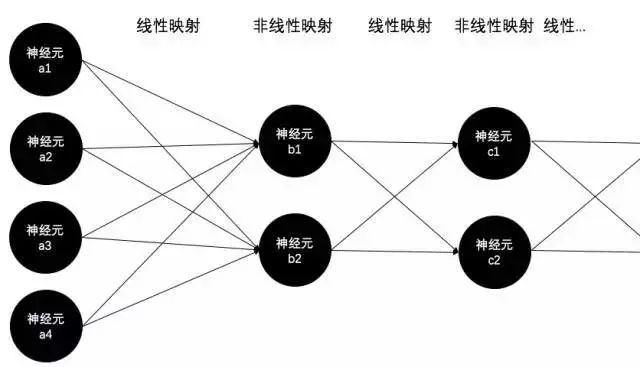 线性映射 非线性映射 线性映射 非线性映射 线性...
神经元
a1
神经元
a2
神经元
a3
神经元
a4
神经元
b1
神经元
b2
神经元
c1
神经元
c2